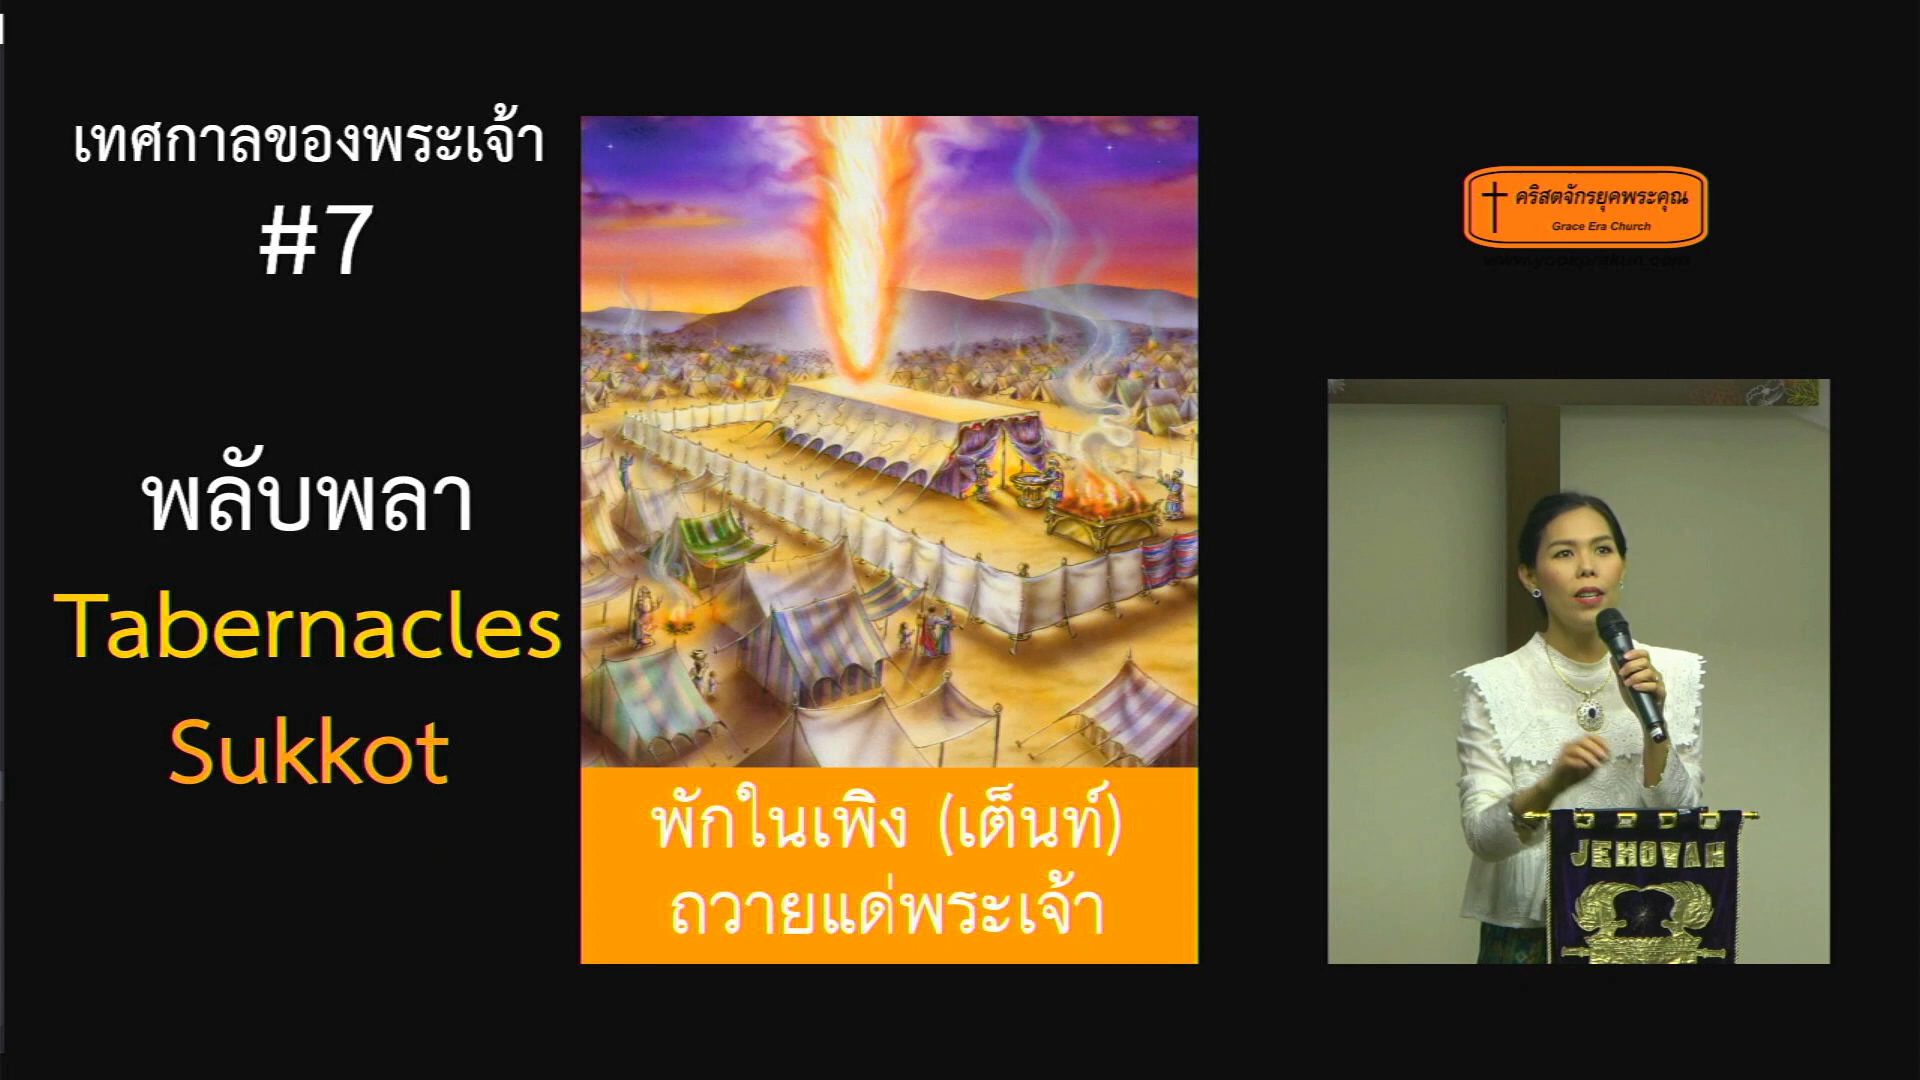 เทศกาลของพระเจ้า
#7
พลับพลา
Tabernacles
Sukkot
พักในเพิง (เต็นท์)
ถวายแด่พระเจ้า
คริสตจักรยุคพระคุณ
Grace Era Church
www.yookprakun.com
JEHOVAH